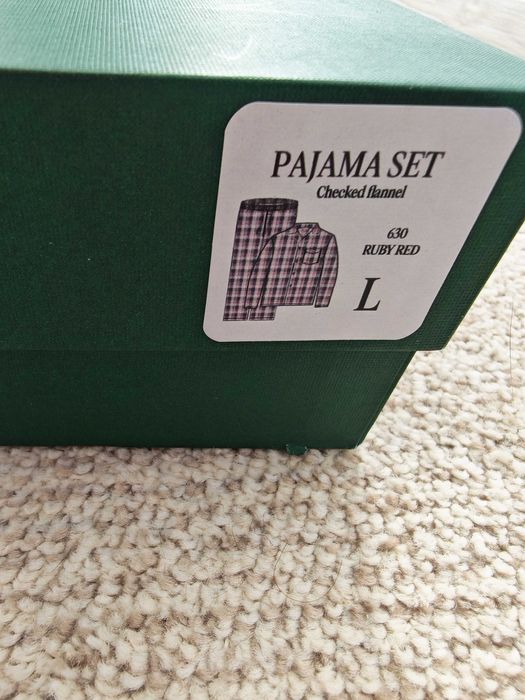 PAJAMA SET
Checked flannel
630
RUBY RED
L